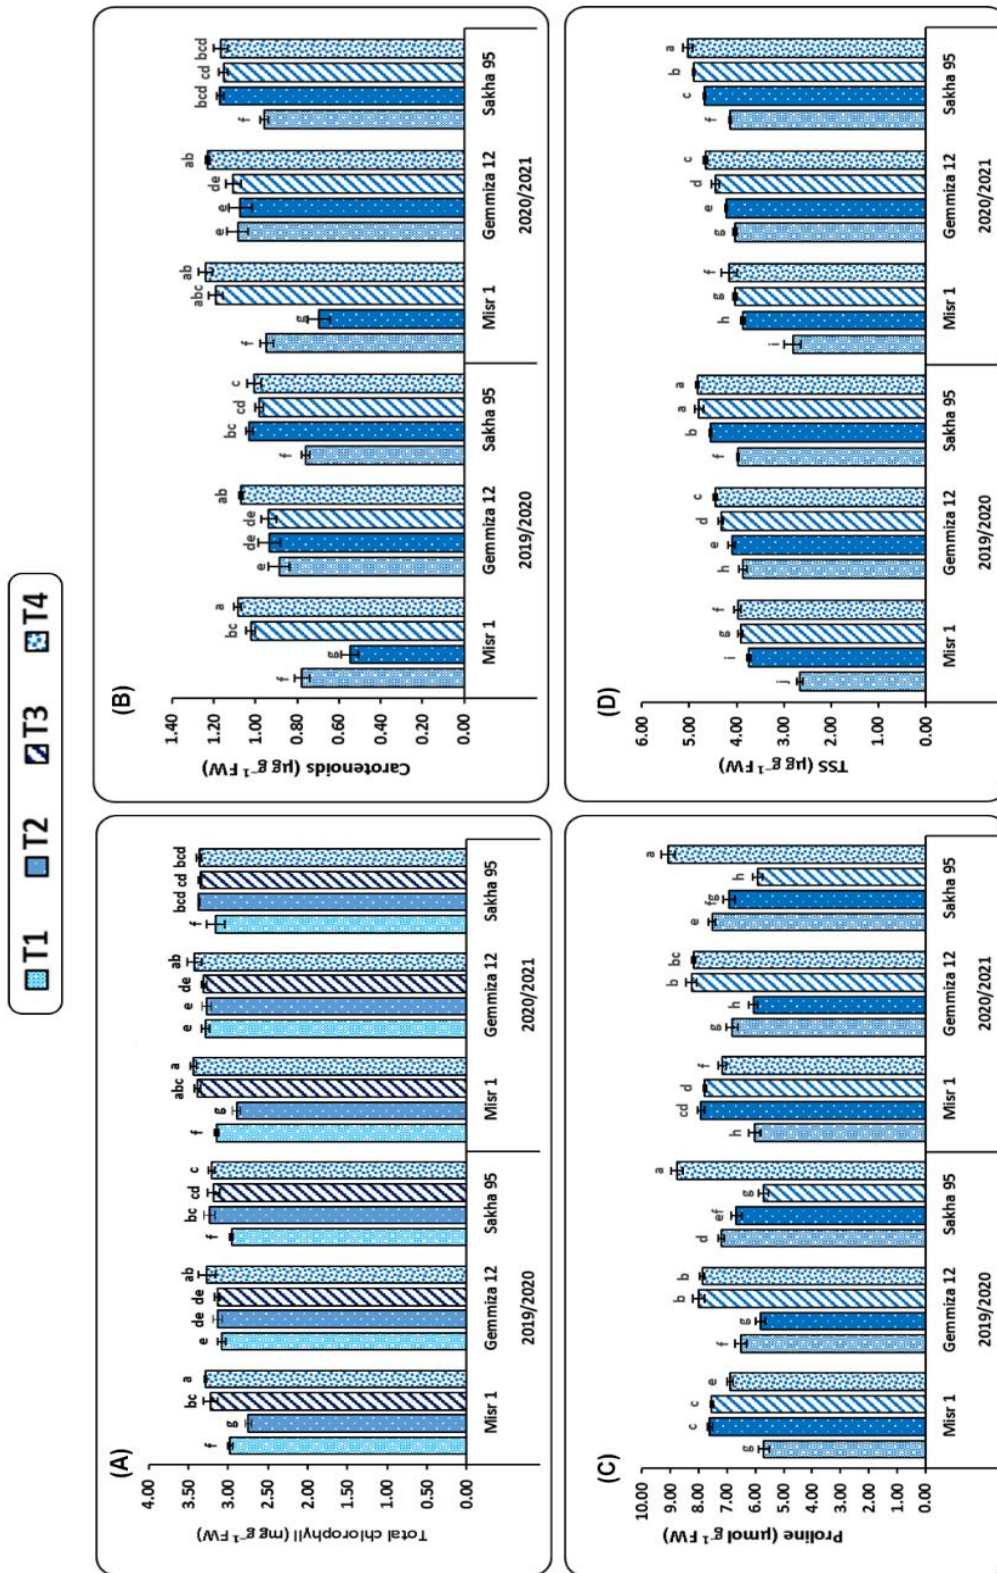 T1 T2 T3 T4
(A)
Total chlorophyll (mg g⁻¹ FW)
4.00
3.50
3.00
2.50
2.00
1.50
1.00
0.50
0.00
f g bc a e de de ab f bc cd c f g abc a e e de ab f bcd cd bcd
Misr 1 Gemmiza 12 Sakha 95 Misr 1 Gemmiza 12 Sakha 95
2019/2020 2020/2021
(B)
Carotenoids (µg g⁻¹ FW)
1.40
1.20
1.00
0.80
0.60
0.40
0.20
0.00
f g bc a e de de ab f bc cd c f g abc ab e e de ab f bcd cd bcd
Misr 1 Gemmiza 12 Sakha 95 Misr 1 Gemmiza 12 Sakha 95
2019/2020 2020/2021
(C)
Proline (µmol g⁻¹ FW)
10.00
9.00
8.00
7.00
6.00
5.00
4.00
3.00
2.00
1.00
0.00
g c c e f g b b d ef g a h cd d f g h b bc e fg h a
Misr 1 Gemmiza 12 Sakha 95 Misr 1 Gemmiza 12 Sakha 95
2019/2020 2020/2021
(D)
TSS (µg g⁻¹ FW)
6.00
5.00
4.00
3.00
2.00
1.00
0.00
j i g f h e d c f b a a i h g f g e d c f c b a
Misr 1 Gemmiza 12 Sakha 95 Misr 1 Gemmiza 12 Sakha 95
2019/2020 2020/2021